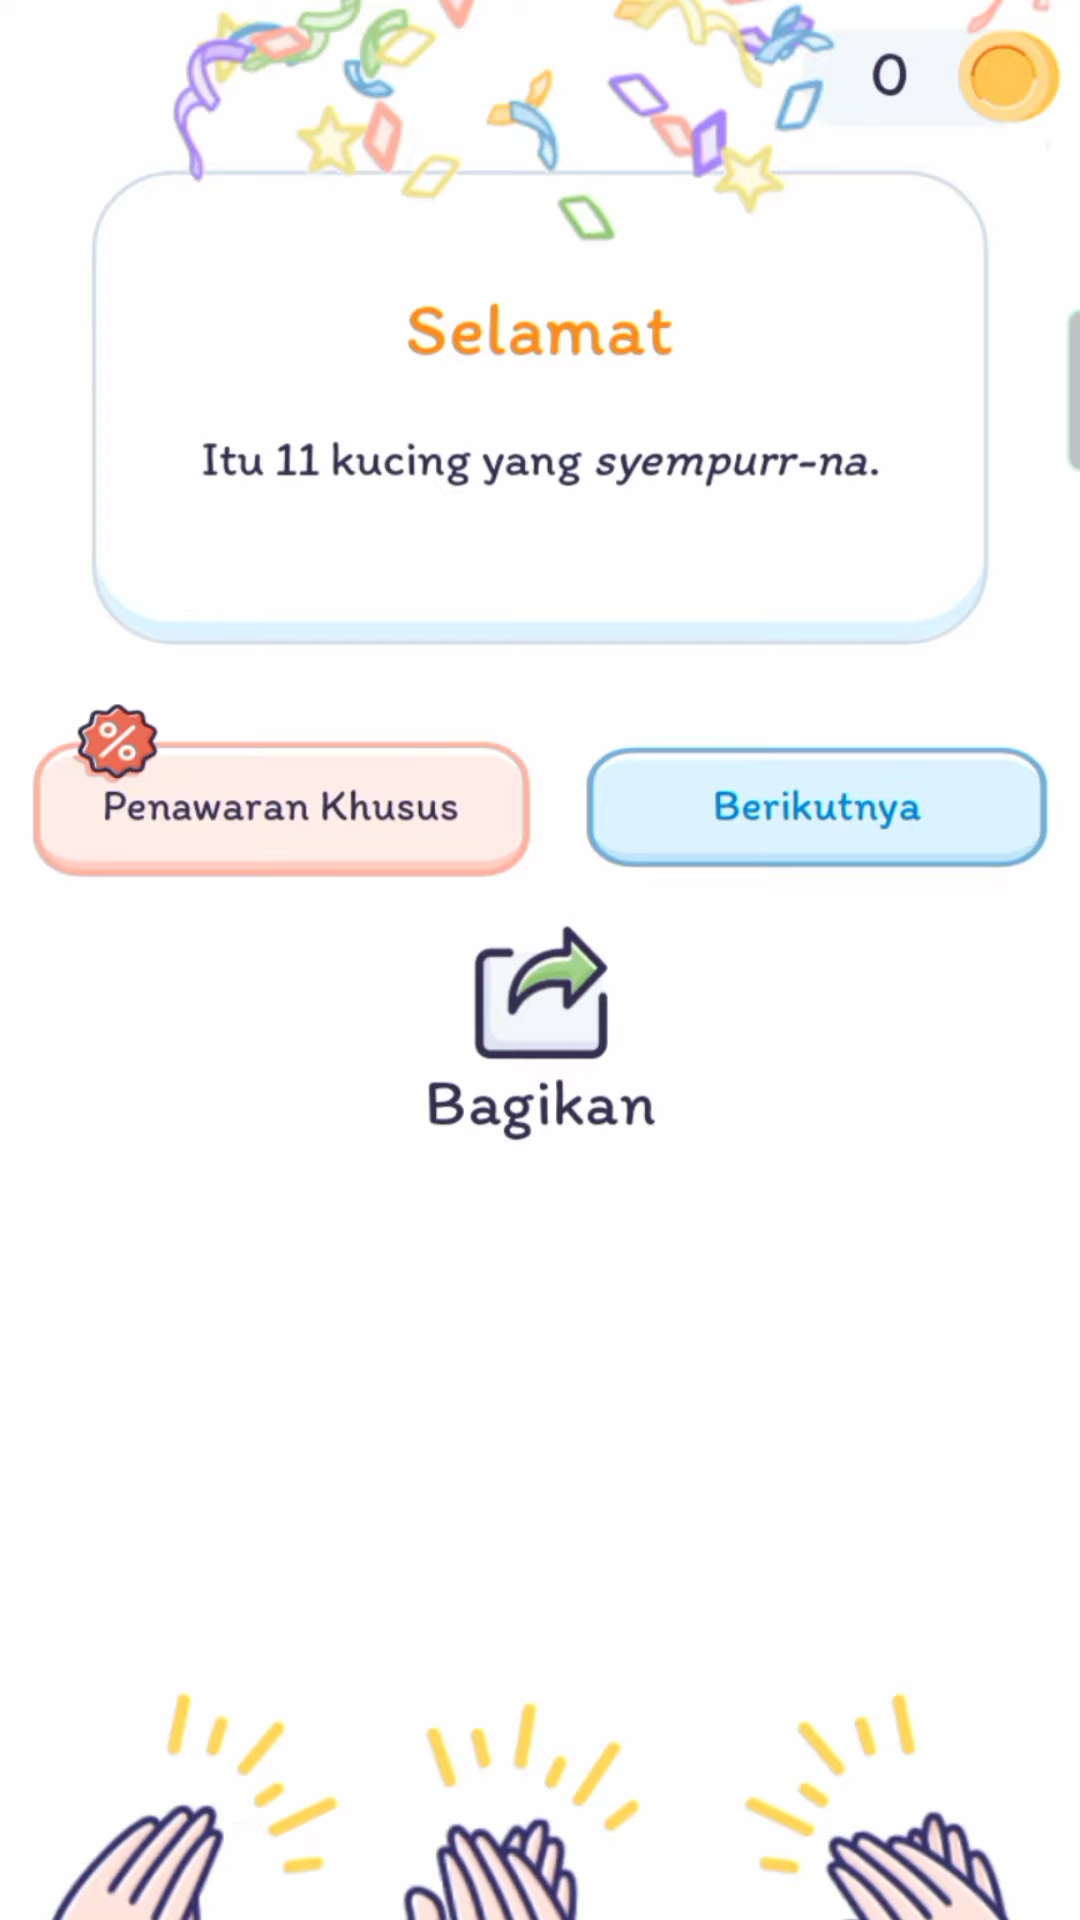 0
Selamat
Itu 11 kucing yang syempurr-na.
%
Penawaran Khusus
Berikutnya
Bagikan